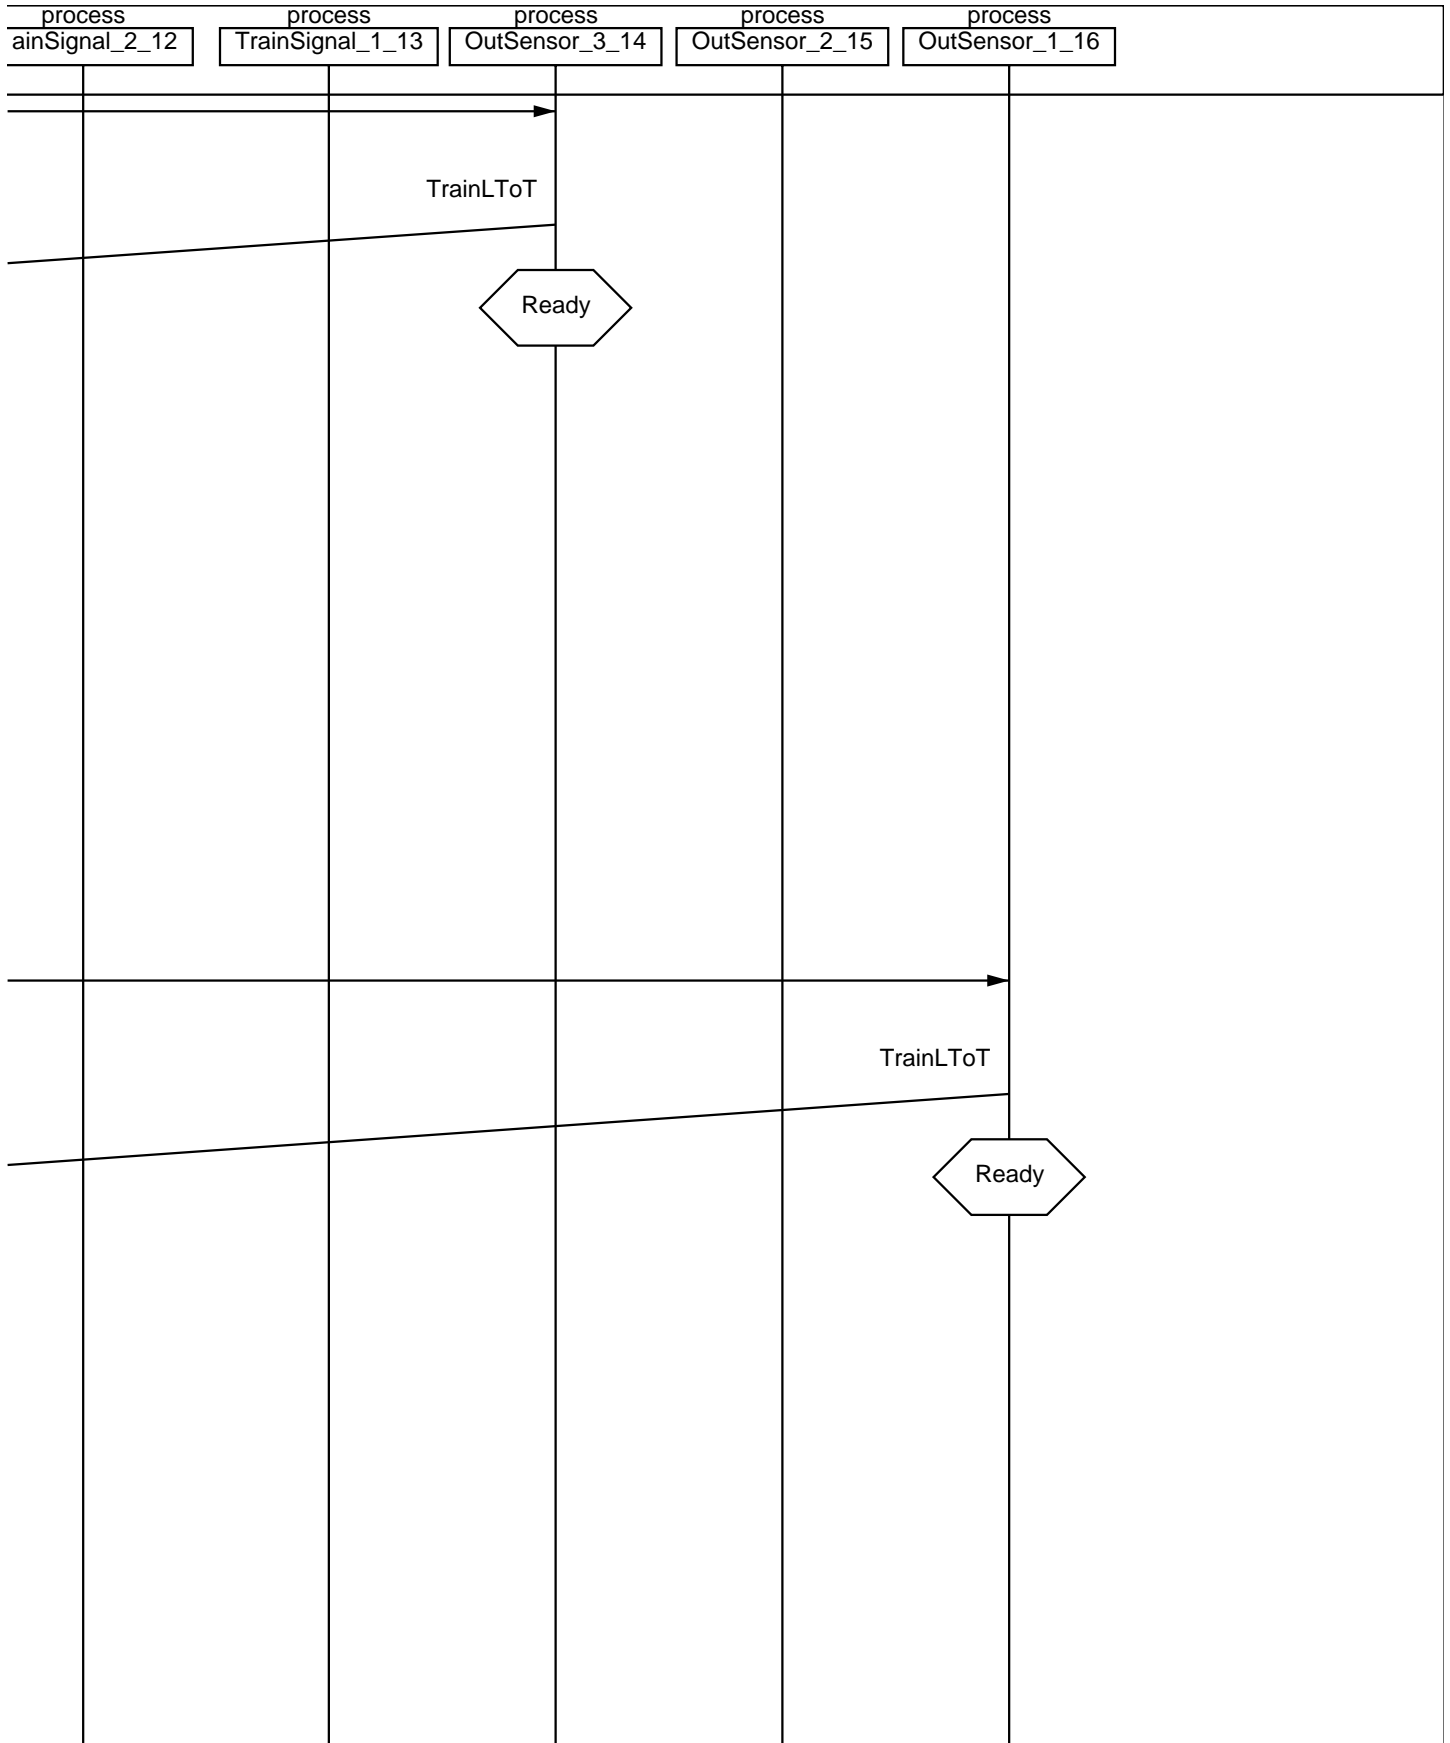 process process process process process
ainSignal_2_12 TrainSignal_1_13 OutSensor_3_14 OutSensor_2_15 OutSensor_1_16
TrainLToT
Ready
TrainLToT
Ready